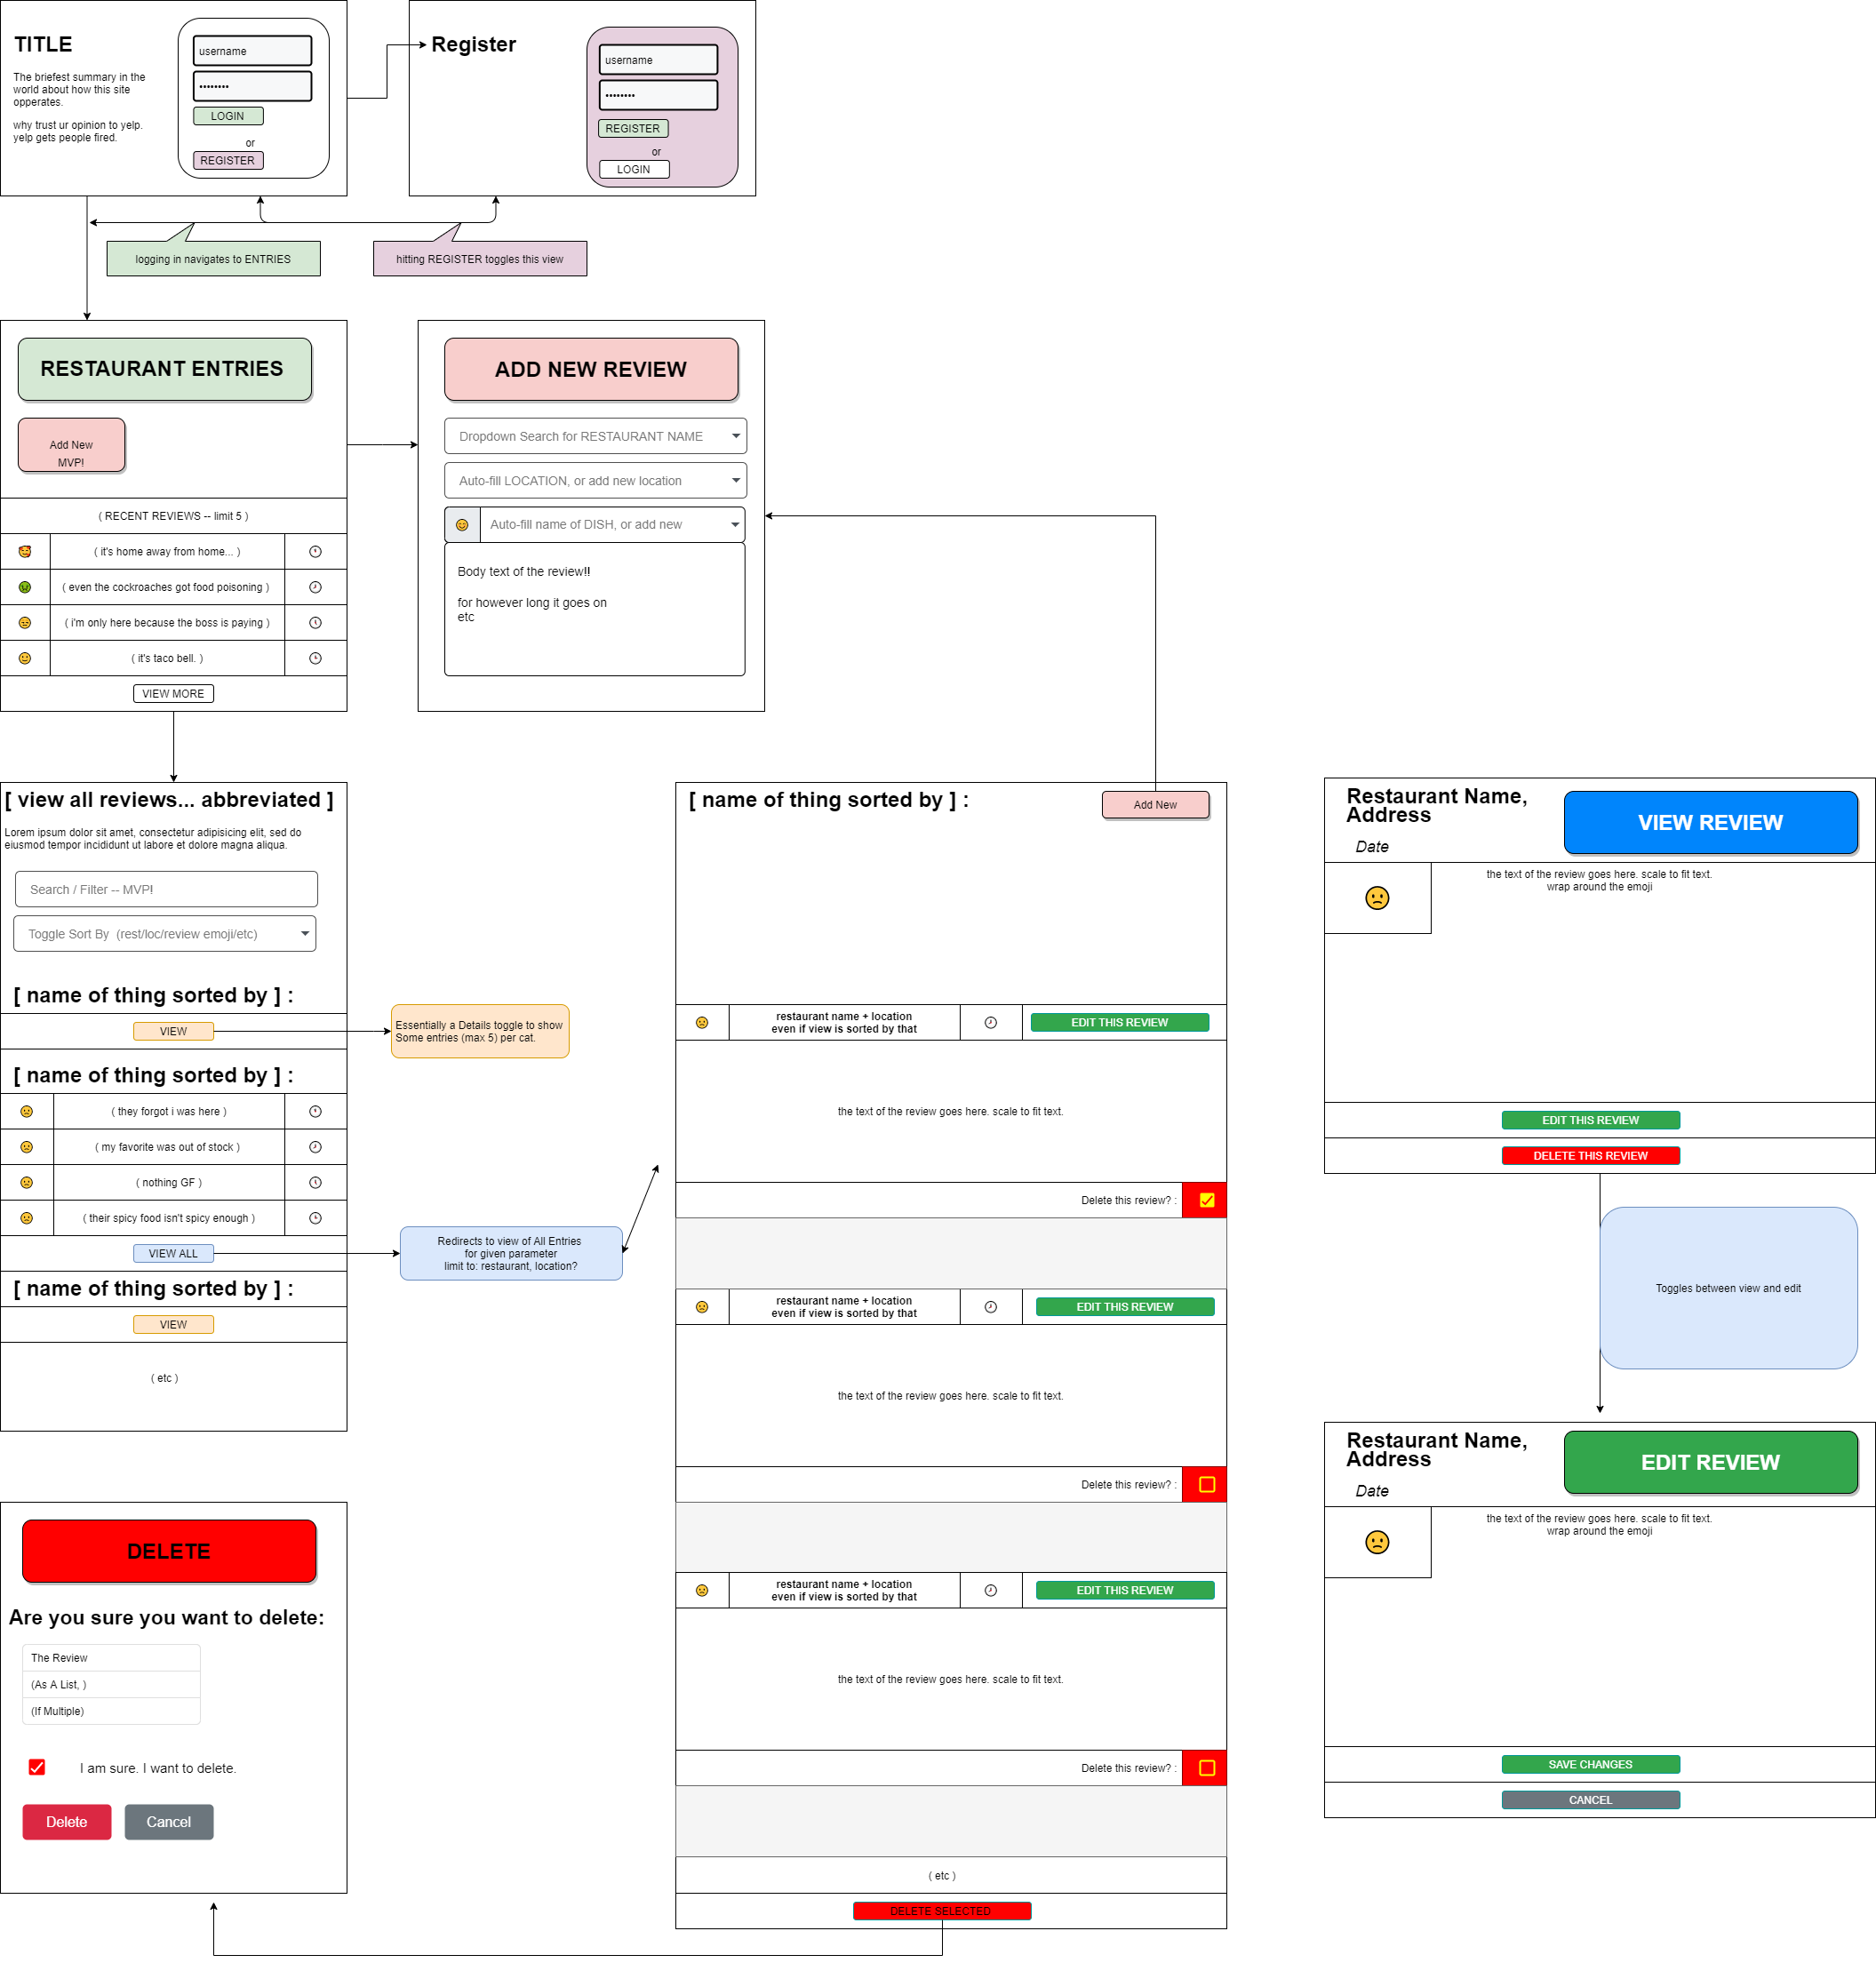 TITLE
The briefest summary in the
world about how this site
opperates.
why trust ur opinion to yelp.
yelp gets people fired.
username
••••••••
LOGIN
or
REGISTER
Register
username
••••••••
REGISTER
or
LOGIN
logging in navigates to ENTRIES
hitting REGISTER toggles this view
RESTAURANT ENTRIES
Add New
MVP!
( RECENT REVIEWS -- limit 5 )
( it's home away from home... )
( even the cockroaches got food poisoning )
( i'm only here because the boss is paying )
( it's taco bell. )
VIEW MORE
ADD NEW REVIEW
Dropdown Search for RESTAURANT NAME
Auto-fill LOCATION, or add new location
Auto-fill name of DISH, or add new
Body text of the review!!
for however long it goes on
etc
[ view all reviews... abbreviated ]
Lorem ipsum dolor sit amet, consectetur adipisicing elit, sed do
eiusmod tempor incididunt ut labore et dolore magna aliqua.
Search / Filter -- MVP!
Toggle Sort By  (rest/loc/review emoji/etc)
[ name of thing sorted by ] :
VIEW
Essentially a Details toggle to show
Some entries (max 5) per cat.
[ name of thing sorted by ] :
( they forgot i was here )
( my favorite was out of stock )
( nothing GF )
( their spicy food isn't spicy enough )
VIEW ALL
Redirects to view of All Entries
for given parameter
limit to: restaurant, location?
[ name of thing sorted by ] :
VIEW
( etc )
DELETE
Are you sure you want to delete:
The Review
(As A List, )
(If Multiple)
I am sure. I want to delete.
Delete
Cancel
[ name of thing sorted by ] :
Add New
restaurant name + location
even if view is sorted by that
EDIT THIS REVIEW
the text of the review goes here. scale to fit text.
Delete this review? :
restaurant name + location
even if view is sorted by that
EDIT THIS REVIEW
the text of the review goes here. scale to fit text.
Delete this review? :
restaurant name + location
even if view is sorted by that
EDIT THIS REVIEW
the text of the review goes here. scale to fit text.
Delete this review? :
( etc )
DELETE SELECTED
Restaurant Name,
Address
Date
VIEW REVIEW
the text of the review goes here. scale to fit text.
wrap around the emoji
EDIT THIS REVIEW
DELETE THIS REVIEW
Toggles between view and edit
Restaurant Name,
Address
Date
EDIT REVIEW
the text of the review goes here. scale to fit text.
wrap around the emoji
SAVE CHANGES
CANCEL